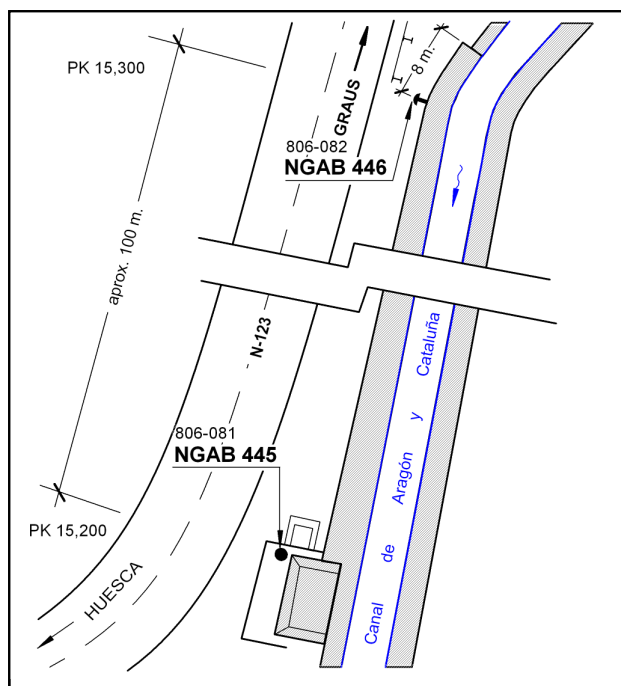 PK 15,300
GRAUS
8 m.
806-082
NGAB 446
aprox. 100 m.
N-123
806-081
NGAB 445
PK 15,200
HUESCA
Canal de Aragón y Cataluña